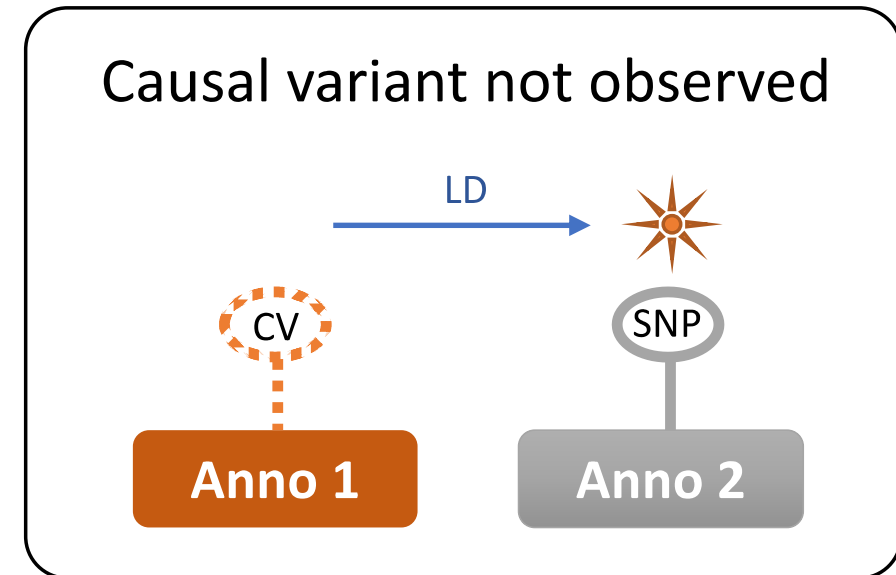 Causal variant not observed
LD
CV
SNP
Anno 1
Anno 2